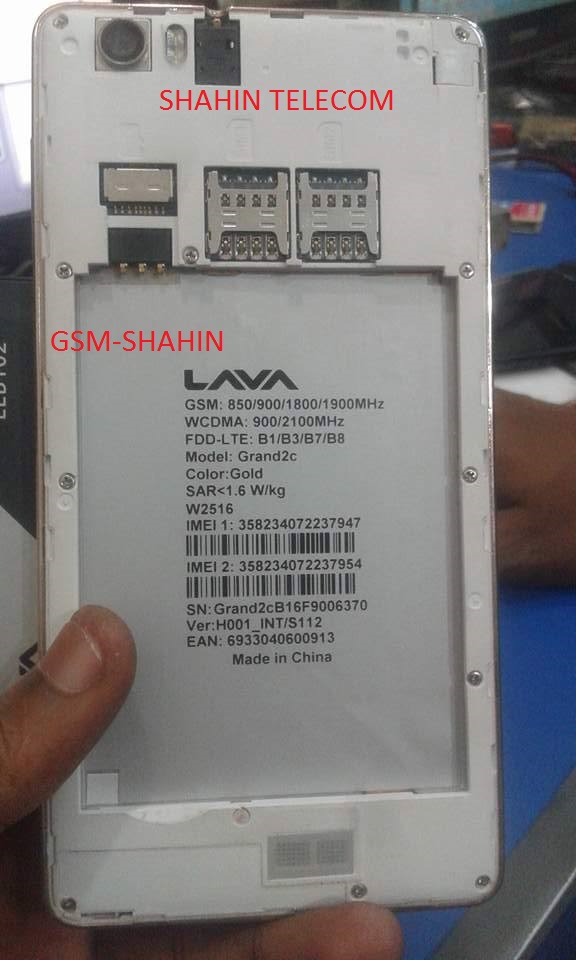 SHAHIN TELECOM
GSM-SHAHIN
LAVA
GSM: 850/900/1800/1900MHz
WCDMA: 900/2100MHz
FDD-LTE: B1/B3/B7/B8
Model: Grand2c
Color:Gold
SAR<1.6 W/kg
W2516
IMEI 1: 358234072237947
IMEI 2: 358234072237954
SN:Grand2cB16F9006370
Ver:H001_INT/S112
EAN: 6933040600913
Made in China